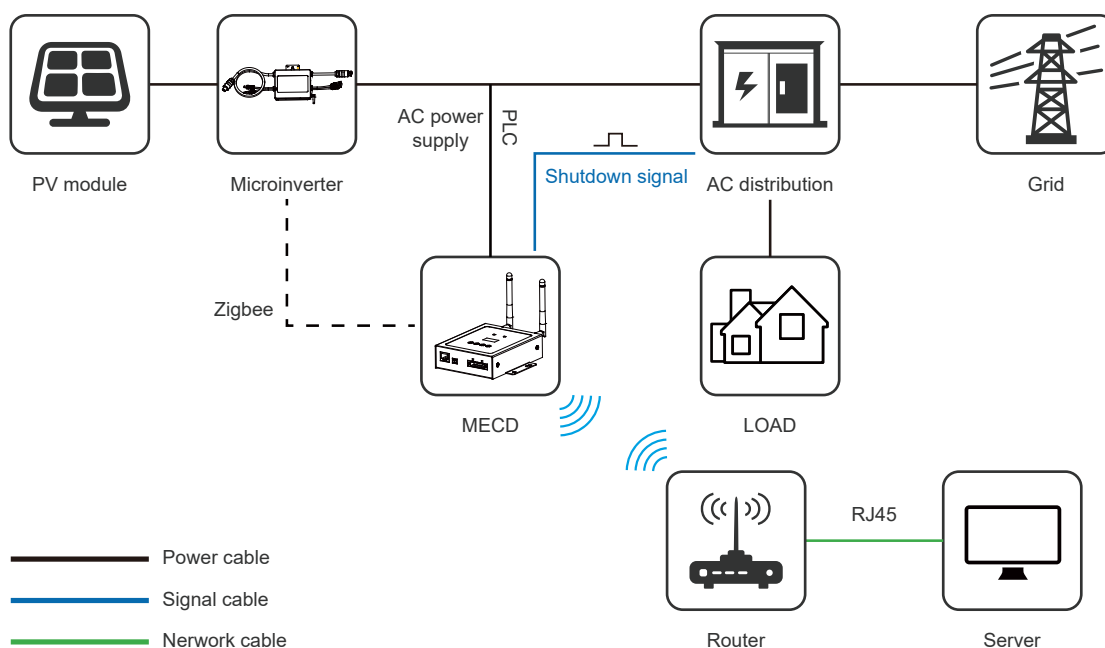 AC power
supply
PLC
Shutdown signal
PV module
Microinverter
AC distribution
Grid
Zigbee
MECD
LOAD
RJ45
Power cable
Signal cable
Nerwork cable
Router
Server